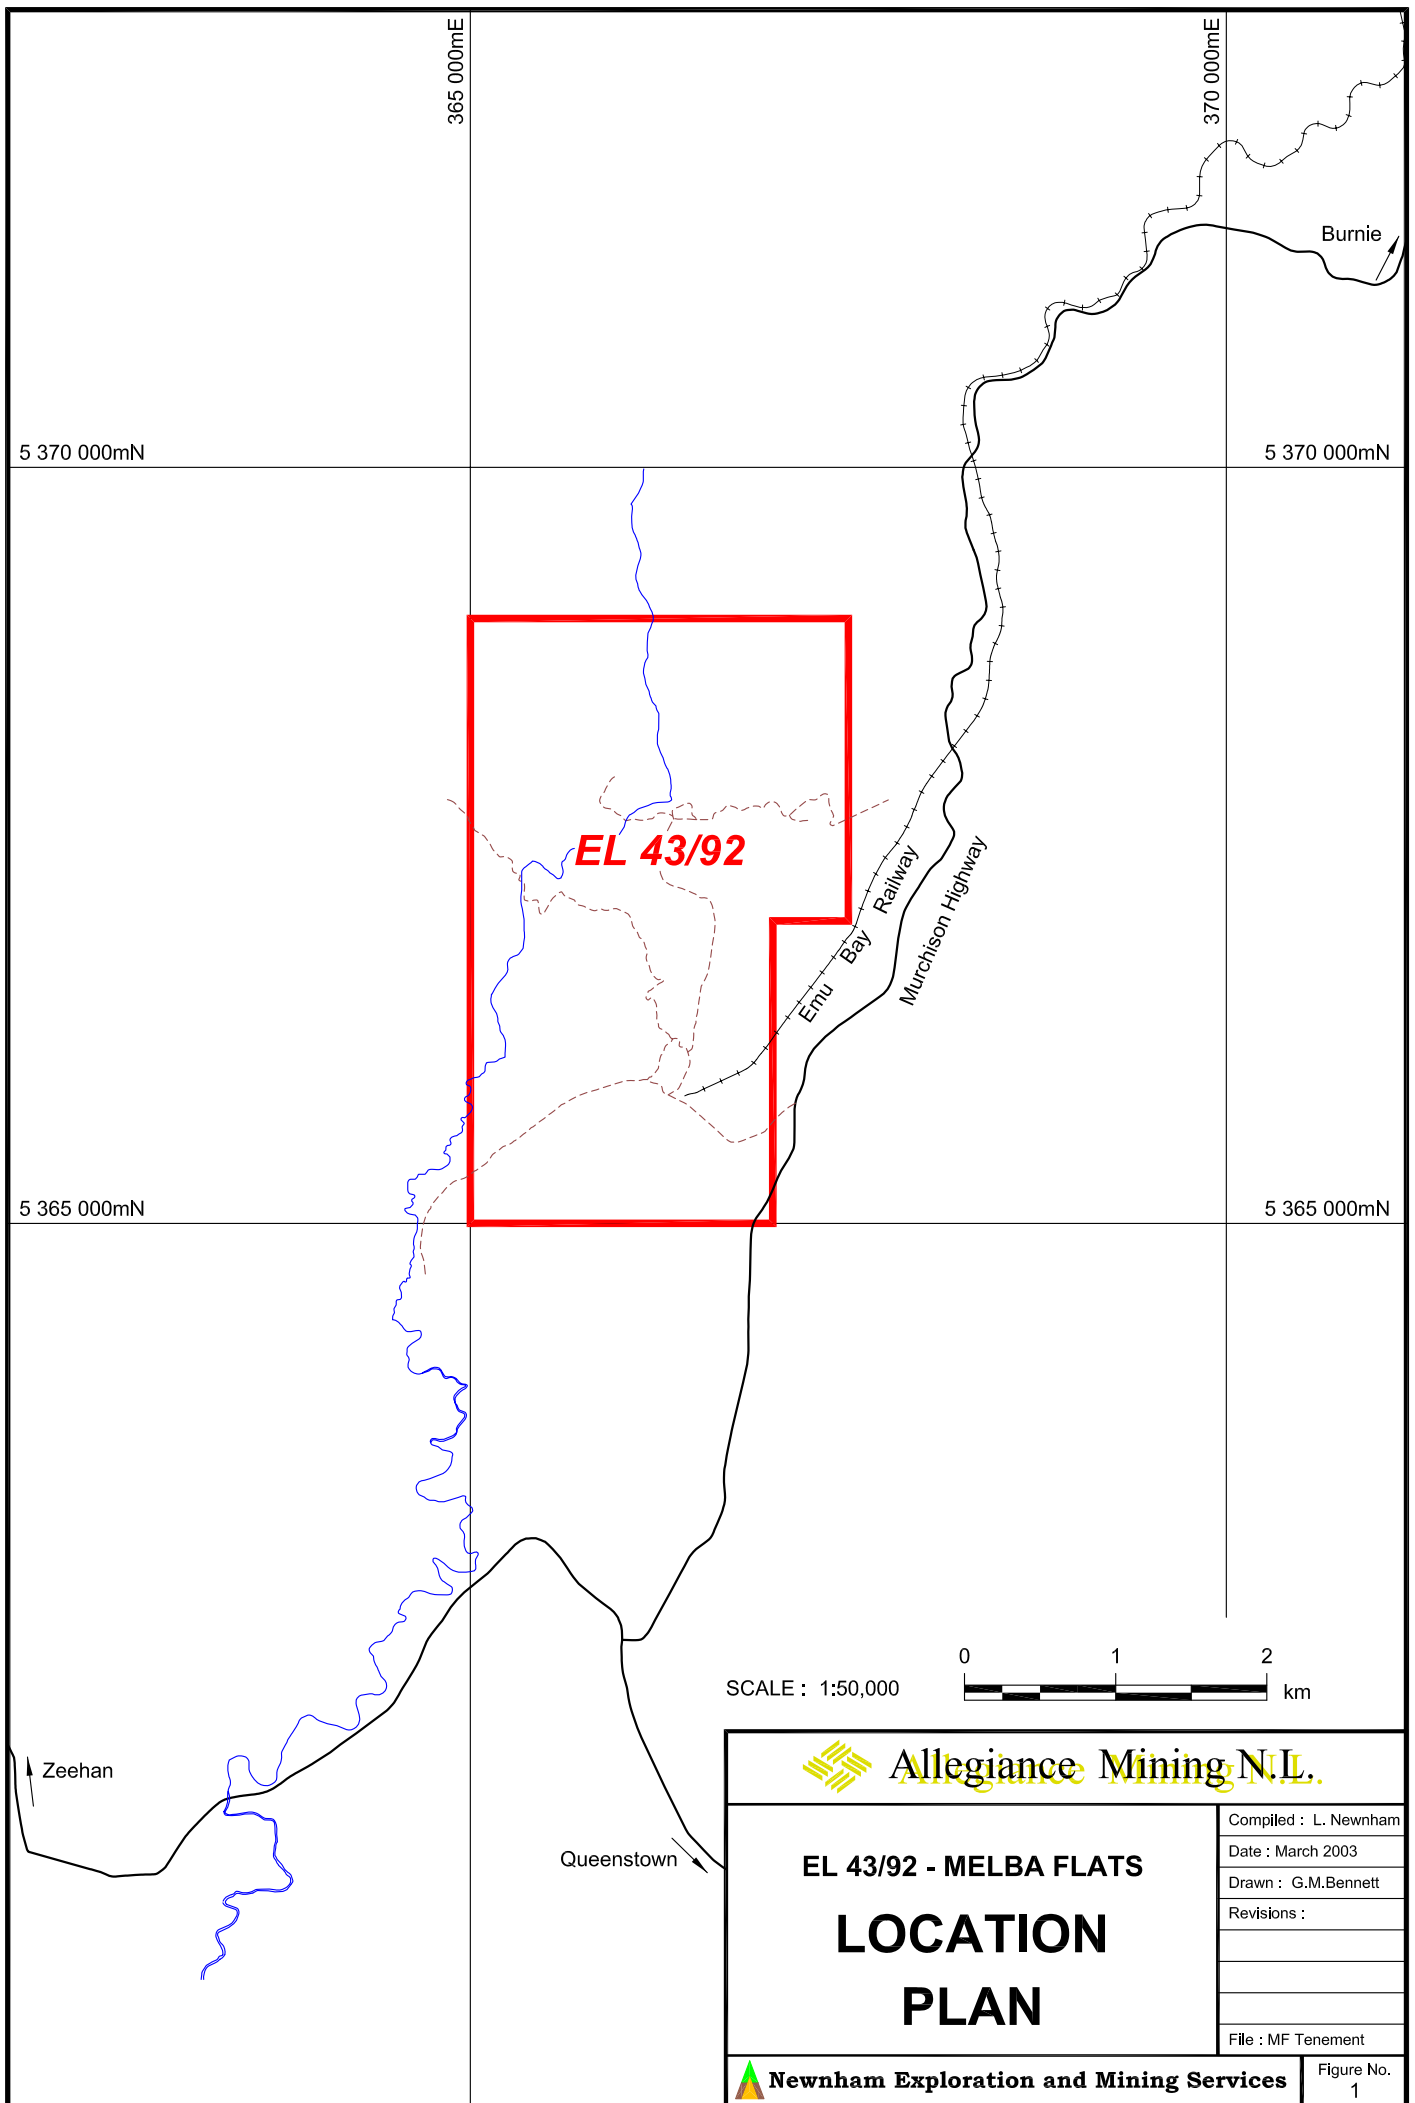 365 000mE
370 000mE
Burnie
5 370 000mN
5 370 000mN
EL 43/92
Emu Bay Railway
Murchison Highway
5 365 000mN
5 365 000mN
0 1 2
SCALE : 1:50,000
km
Zeehan
Queenstown
Allegiance Mining N.L.
EL 43/92 - MELBA FLATS
LOCATION
PLAN
Compiled : L. Newnham
Date : March 2003
Drawn : G.M.Bennett
Revisions :
File : MF Tenement
Newnham Exploration and Mining Services
Figure No.
1